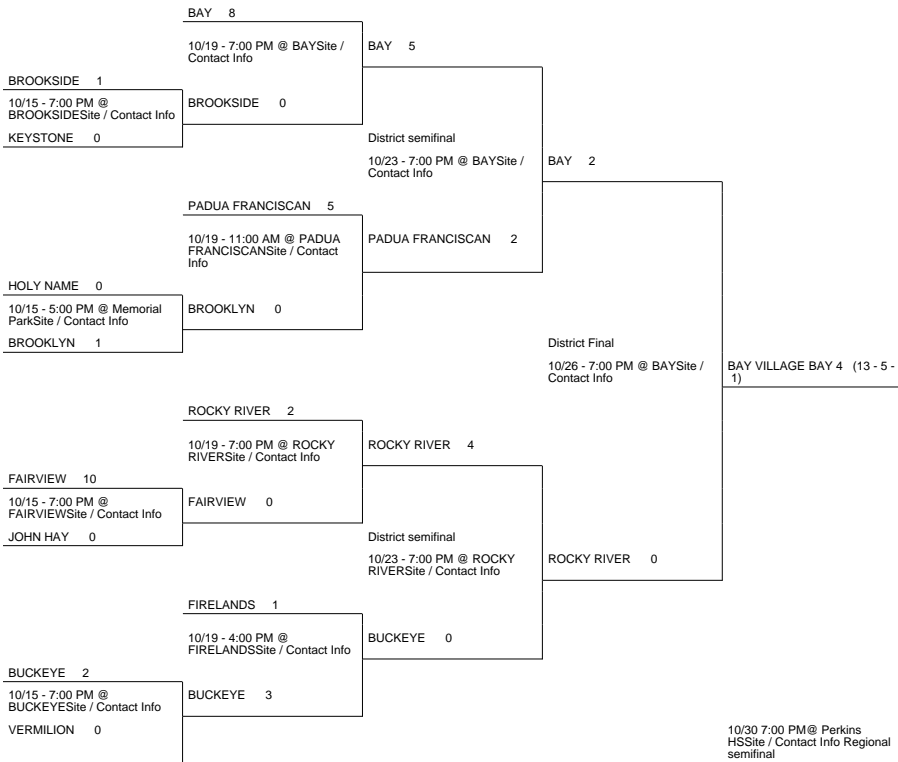 BAY 8
10/19 - 7:00 PM @ BAYSite /
Contact Info
BAY 5
BROOKSIDE 1
10/15 - 7:00 PM @
BROOKSIDESite / Contact Info
BROOKSIDE 0
KEYSTONE 0
District semifinal
10/23 - 7:00 PM @ BAYSite /
Contact Info
BAY 2
PADUA FRANCISCAN 5
10/19 - 11:00 AM @ PADUA
FRANCISCANSite / Contact
Info
PADUA FRANCISCAN 2
HOLY NAME 0
10/15 - 5:00 PM @ Memorial
ParkSite / Contact Info
BROOKLYN 0
BROOKLYN 1
District Final
10/26 - 7:00 PM @ BAYSite /
Contact Info
BAY VILLAGE BAY 4 (13 - 5 -
1)
ROCKY RIVER 2
10/19 - 7:00 PM @ ROCKY
RIVERSite / Contact Info
ROCKY RIVER 4
FAIRVIEW 10
10/15 - 7:00 PM @
FAIRVIEWSite / Contact Info
FAIRVIEW 0
JOHN HAY 0
District semifinal
10/23 - 7:00 PM @ ROCKY
RIVERSite / Contact Info
ROCKY RIVER 0
FIRELANDS 1
10/19 - 4:00 PM @
FIRELANDSSite / Contact Info
BUCKEYE 0
BUCKEYE 2
10/15 - 7:00 PM @
BUCKEYESite / Contact Info
BUCKEYE 3
VERMILION 0
10/30 7:00 PM@ Perkins
HSSite / Contact Info Regional
semifinal